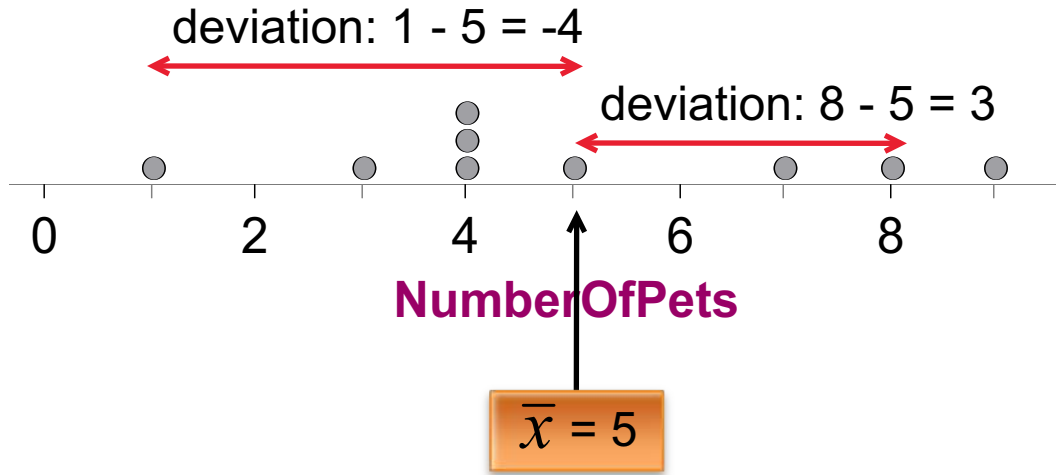 deviation: 1 - 5 = -4
deviation: 8 - 5 = 3
0 2 4 6 8
NumberOfPets
x̅ = 5